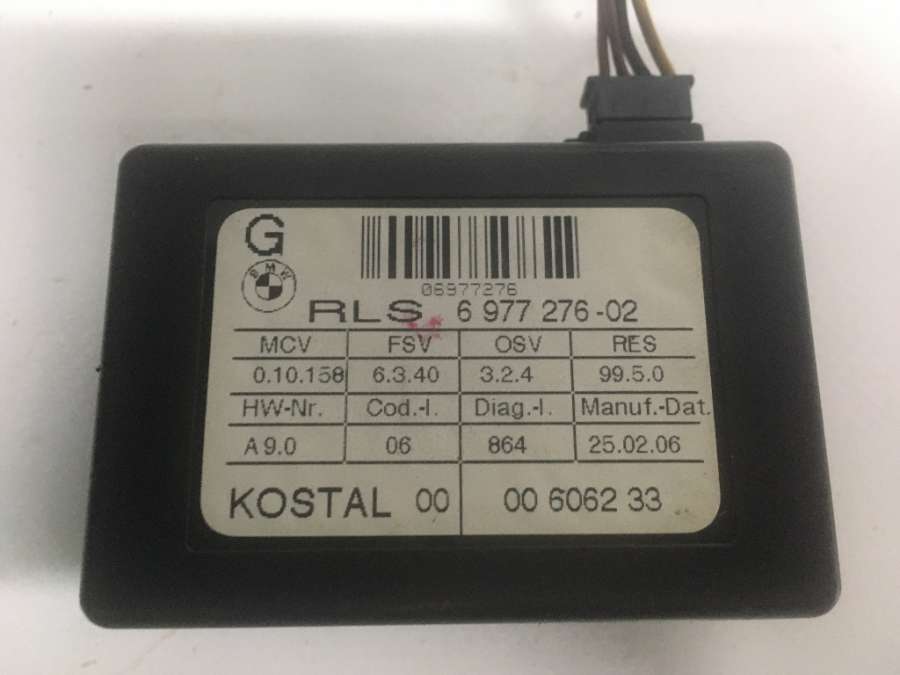 G
BMW
06977276
RLS 6 977 276-02
MCV FSV OSV RES
0.10.158 6.3.40 3.2.4 99.5.0
HW-Nr. Cod.-I. Diag.-I. Manuf.-Dat.
A 9.0 06 864 25.02.06
KOSTAL 00 00 6062 33